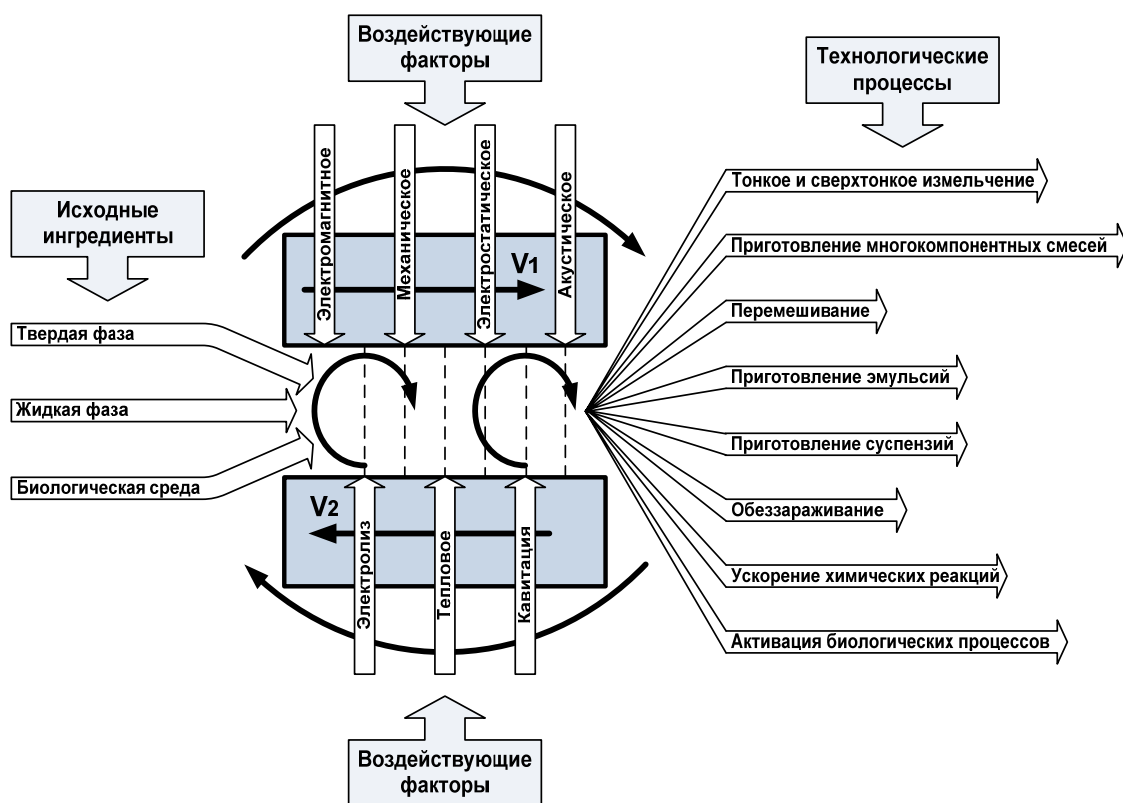 Воздействующие
факторы
Технологические
процессы
Исходные
ингредиенты
Электромагнитное
Механическое
Электростатическое
Акустическое
V1
Твердая фаза
Жидкая фаза
Биологическая среда
V2
Электролиз
Тепловое
Кавитация
Тонкое и сверхтонкое измельчение
Приготовление многокомпонентных смесей
Перемешивание
Приготовление эмульсий
Приготовление суспензий
Обеззараживание
Ускорение химических реакций
Активация биологических процессов
Воздействующие
факторы